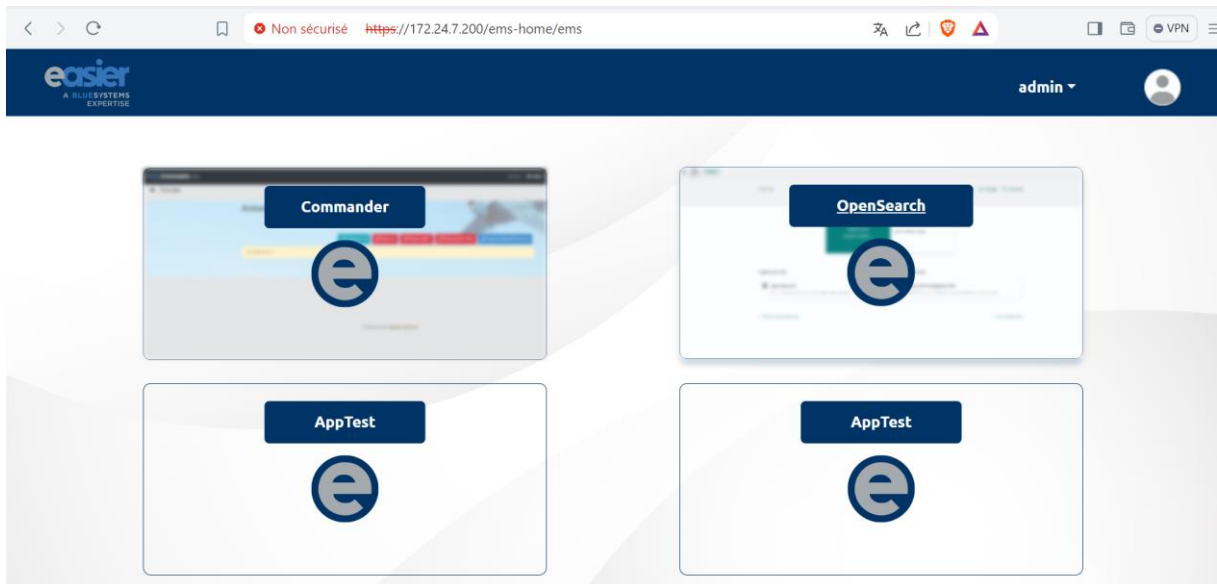 Non sécurisé https://172.24.7.200/ems-home/ems
VPN
easier
A BLUESYSTEMS
EXPERTISE
admin
Commander
OpenSearch
AppTest
AppTest